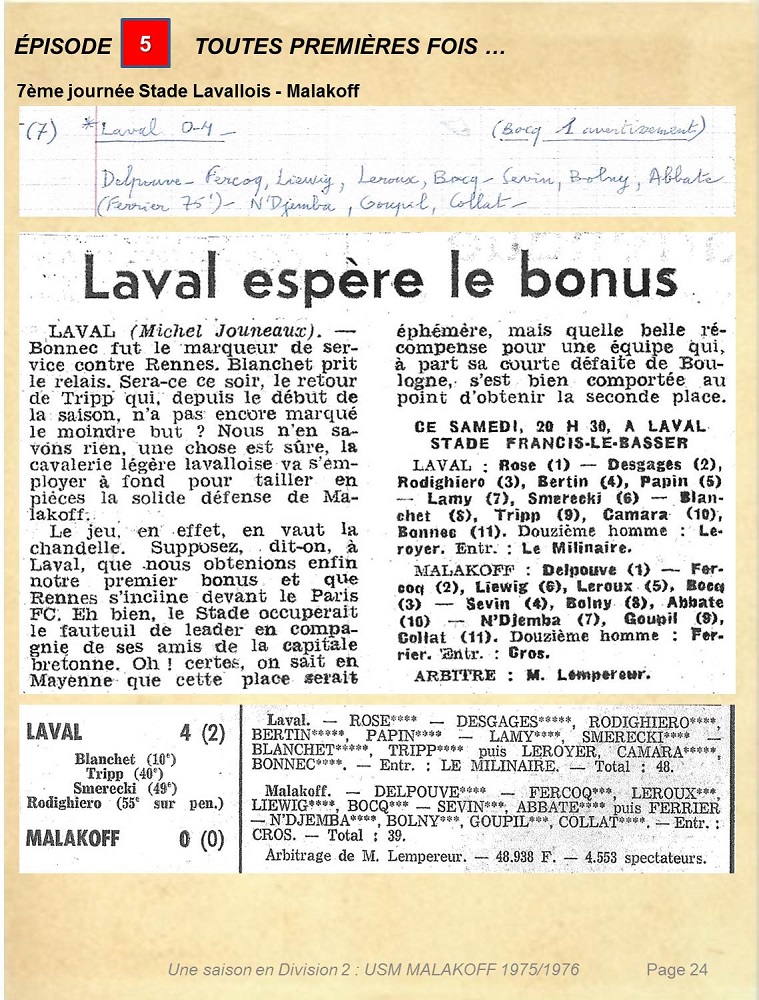 ÉPISODE 5 TOUTES PREMIÈRES FOIS ...
7ème journée Stade Lavallois - Malakoff
(7) * Laval 0-4 - (Bocq 1 avertissement)
Delpouve - Fercoq, Liewig, Leroux, Bocq - Sevin, Bolny, Abbate
(Ferrier 75') - N'Djemba, Goupil, Collat -
Laval espère le bonus
LAVAL (Michel Jouneaux). —
Bonnec fut le marqueur de ser-
vice contre Rennes. Blanchet prit
le relais. Sera-ce ce soir, le retour
de Tripp qui, depuis le début de
la saison, n'a pas encore marqué
le moindre but ? Nous n'en sa-
vons rien, une chose est sûre, la
cavalerie légère lavalloise va s'em-
ployer à fond pour tailler en
pièces la solide défense de Ma-
lakoff.
Le jeu, en effet, en vaut la
chandelle. Supposez, dit-on, à
Laval, que nous obtenions enfin
notre premier bonus et que
Rennes s'incline devant le Paris
FC. Eh bien, le Stade occuperait
le fauteuil de leader en compa-
gnie de ses amis de la capitale
bretonne. Oh ! certes, on sait en
Mayenne que cette place serait
éphémère, mais quelle belle ré-
compense pour une équipe qui,
à part sa courte défaite de Bou-
logne, s'est bien comportée au
point d'obtenir la seconde place.
CE SAMEDI, 20 H 30, A LAVAL
STADE FRANCIS-LE-BASSER
LAVAL : Rose (1) — Desgages (2),
Rodighiero (3), Bertin (4), Papin (5)
— Lamy (7), Smerecki (6) — Blan-
chet (8), Tripp (9), Camara (10),
Bonnec (11). Douzième homme : Le-
royer. Entr. : Le Milinaire.
MALAKOFF : Delpouve (1) — Fer-
coq (2), Liewig (6), Leroux (5), Bocq
(3) — Sevin (4), Bolny (8), Abbate
(10) — N'Djemba (7), Goupil (9),
Collat (11). Douzième homme : Fer-
rier. Entr. : Cros.
ARBITRE : M. Lempereur.
LAVAL 4 (2)
Blanchet (10e)
Tripp (40e)
Smerecki (49e)
Rodighiero (55e sur pen.)
MALAKOFF 0 (0)
Laval. — ROSE**** — DESGAGES*****, RODIGHIERO****,
BERTIN****, PAPIN**** — LAMY****, SMERECKI**** —
BLANCHET*****, TRIPP**** puis LEROYER, CAMARA*****,
BONNEC****. — Entr. : LE MILINAIRE. — Total : 48.
Malakoff. — DELPOUVE**** — FERCOQ***, LEROUX***,
LIEWIG****, BOCQ*** — SEVIN***, ABBATE**** puis FERRIER
— N'DJEMBA****, BOLNY***, GOUPIL***, COLLAT****. — Entr. :
CROS. — Total : 39.
Arbitrage de M. Lempereur. — 48.938 F. — 4.553 spectateurs.
Une saison en Division 2 : USM MALAKOFF 1975/1976 Page 24